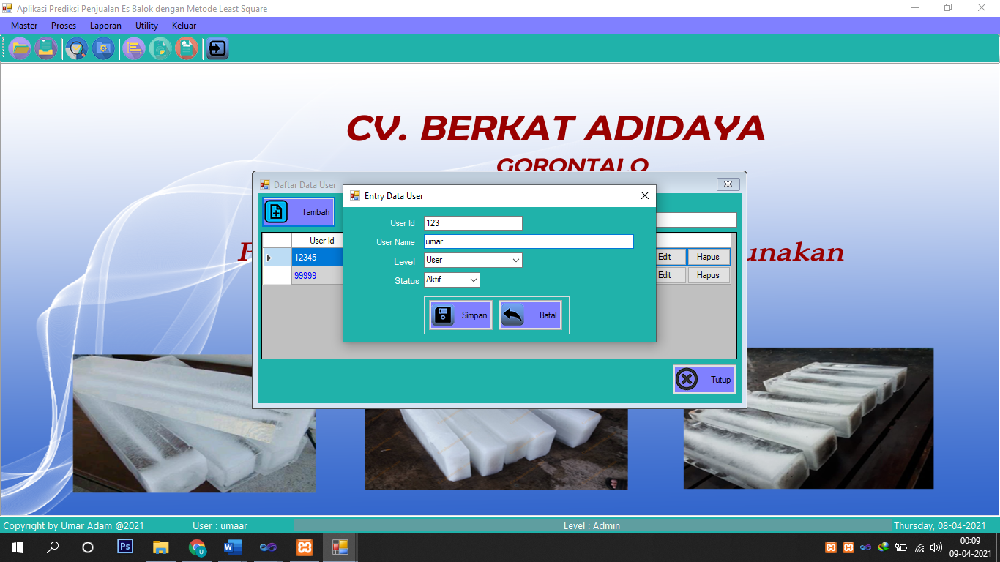 Aplikasi Prediksi Penjualan Es Balok dengan Metode Least Square
Master Proses Laporan Utility Keluar
CV. BERKAT ADIDAYA
GORONTALO
Daftar Data User
Entry Data User
Tambah
User Id 123
User Name umar
Level User
Status Aktif
Simpan Batal
User Id
12345 Edit Hapus
99999 Edit Hapus
Tutup
Copyright by Umar Adam @2021 User : umaar Level : Admin Thursday, 08-04-2021
Ps
U
00:09
09-04-2021